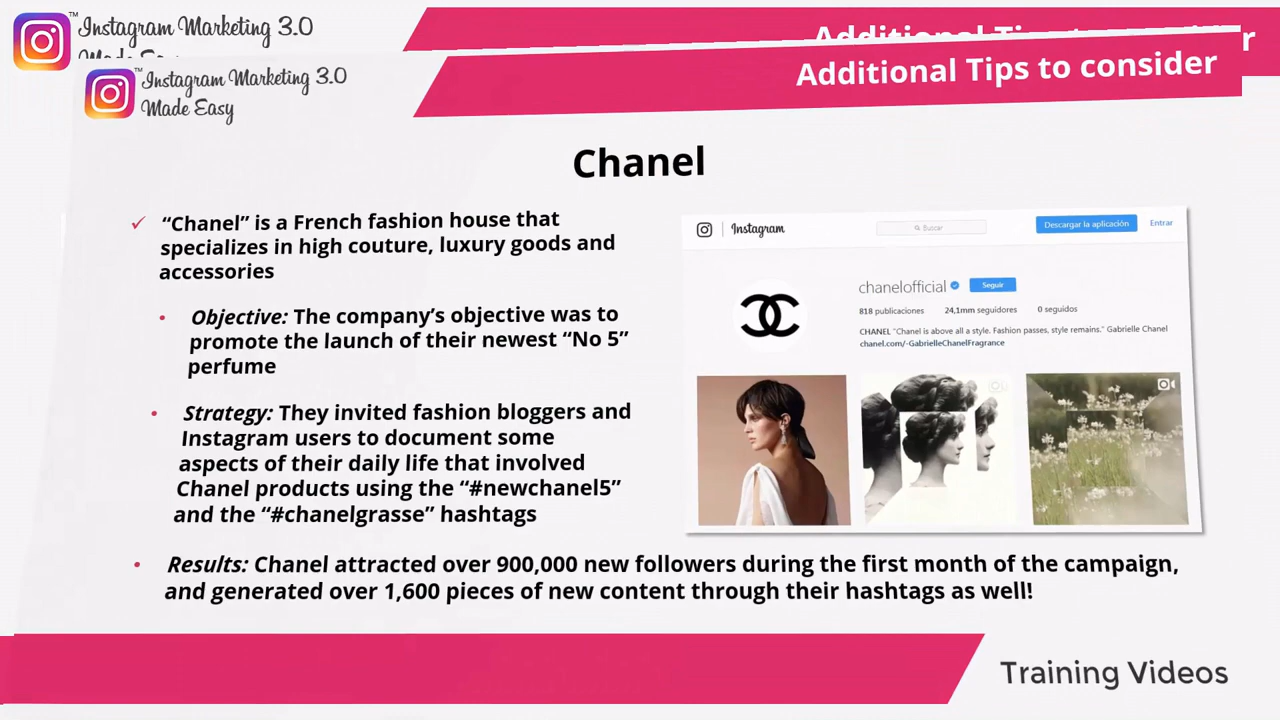 Instagram Marketing 3.0
Additional Tips to consider
Instagram Marketing 3.0
Made Easy
Chanel
“Chanel” is a French fashion house that
specializes in high couture, luxury goods and
accessories
Objective: The company’s objective was to
promote the launch of their newest “No 5”
perfume
Strategy: They invited fashion bloggers and
Instagram users to document some
aspects of their daily life that involved
Chanel products using the “#newchanel5”
and the “#chanelgrasse” hashtags
Results: Chanel attracted over 900,000 new followers during the first month of the campaign,
and generated over 1,600 pieces of new content through their hashtags as well!
Instagram
Buscar
Descargar la aplicación
Entrar
chanelofficial
Seguir
818 publicaciones 24,1mm seguidores 0 seguidos
CHANEL "Chanel is above all a style. Fashion passes, style remains." Gabrielle Chanel
chanel.com/-GabrielleChanelFragrance
Training Videos